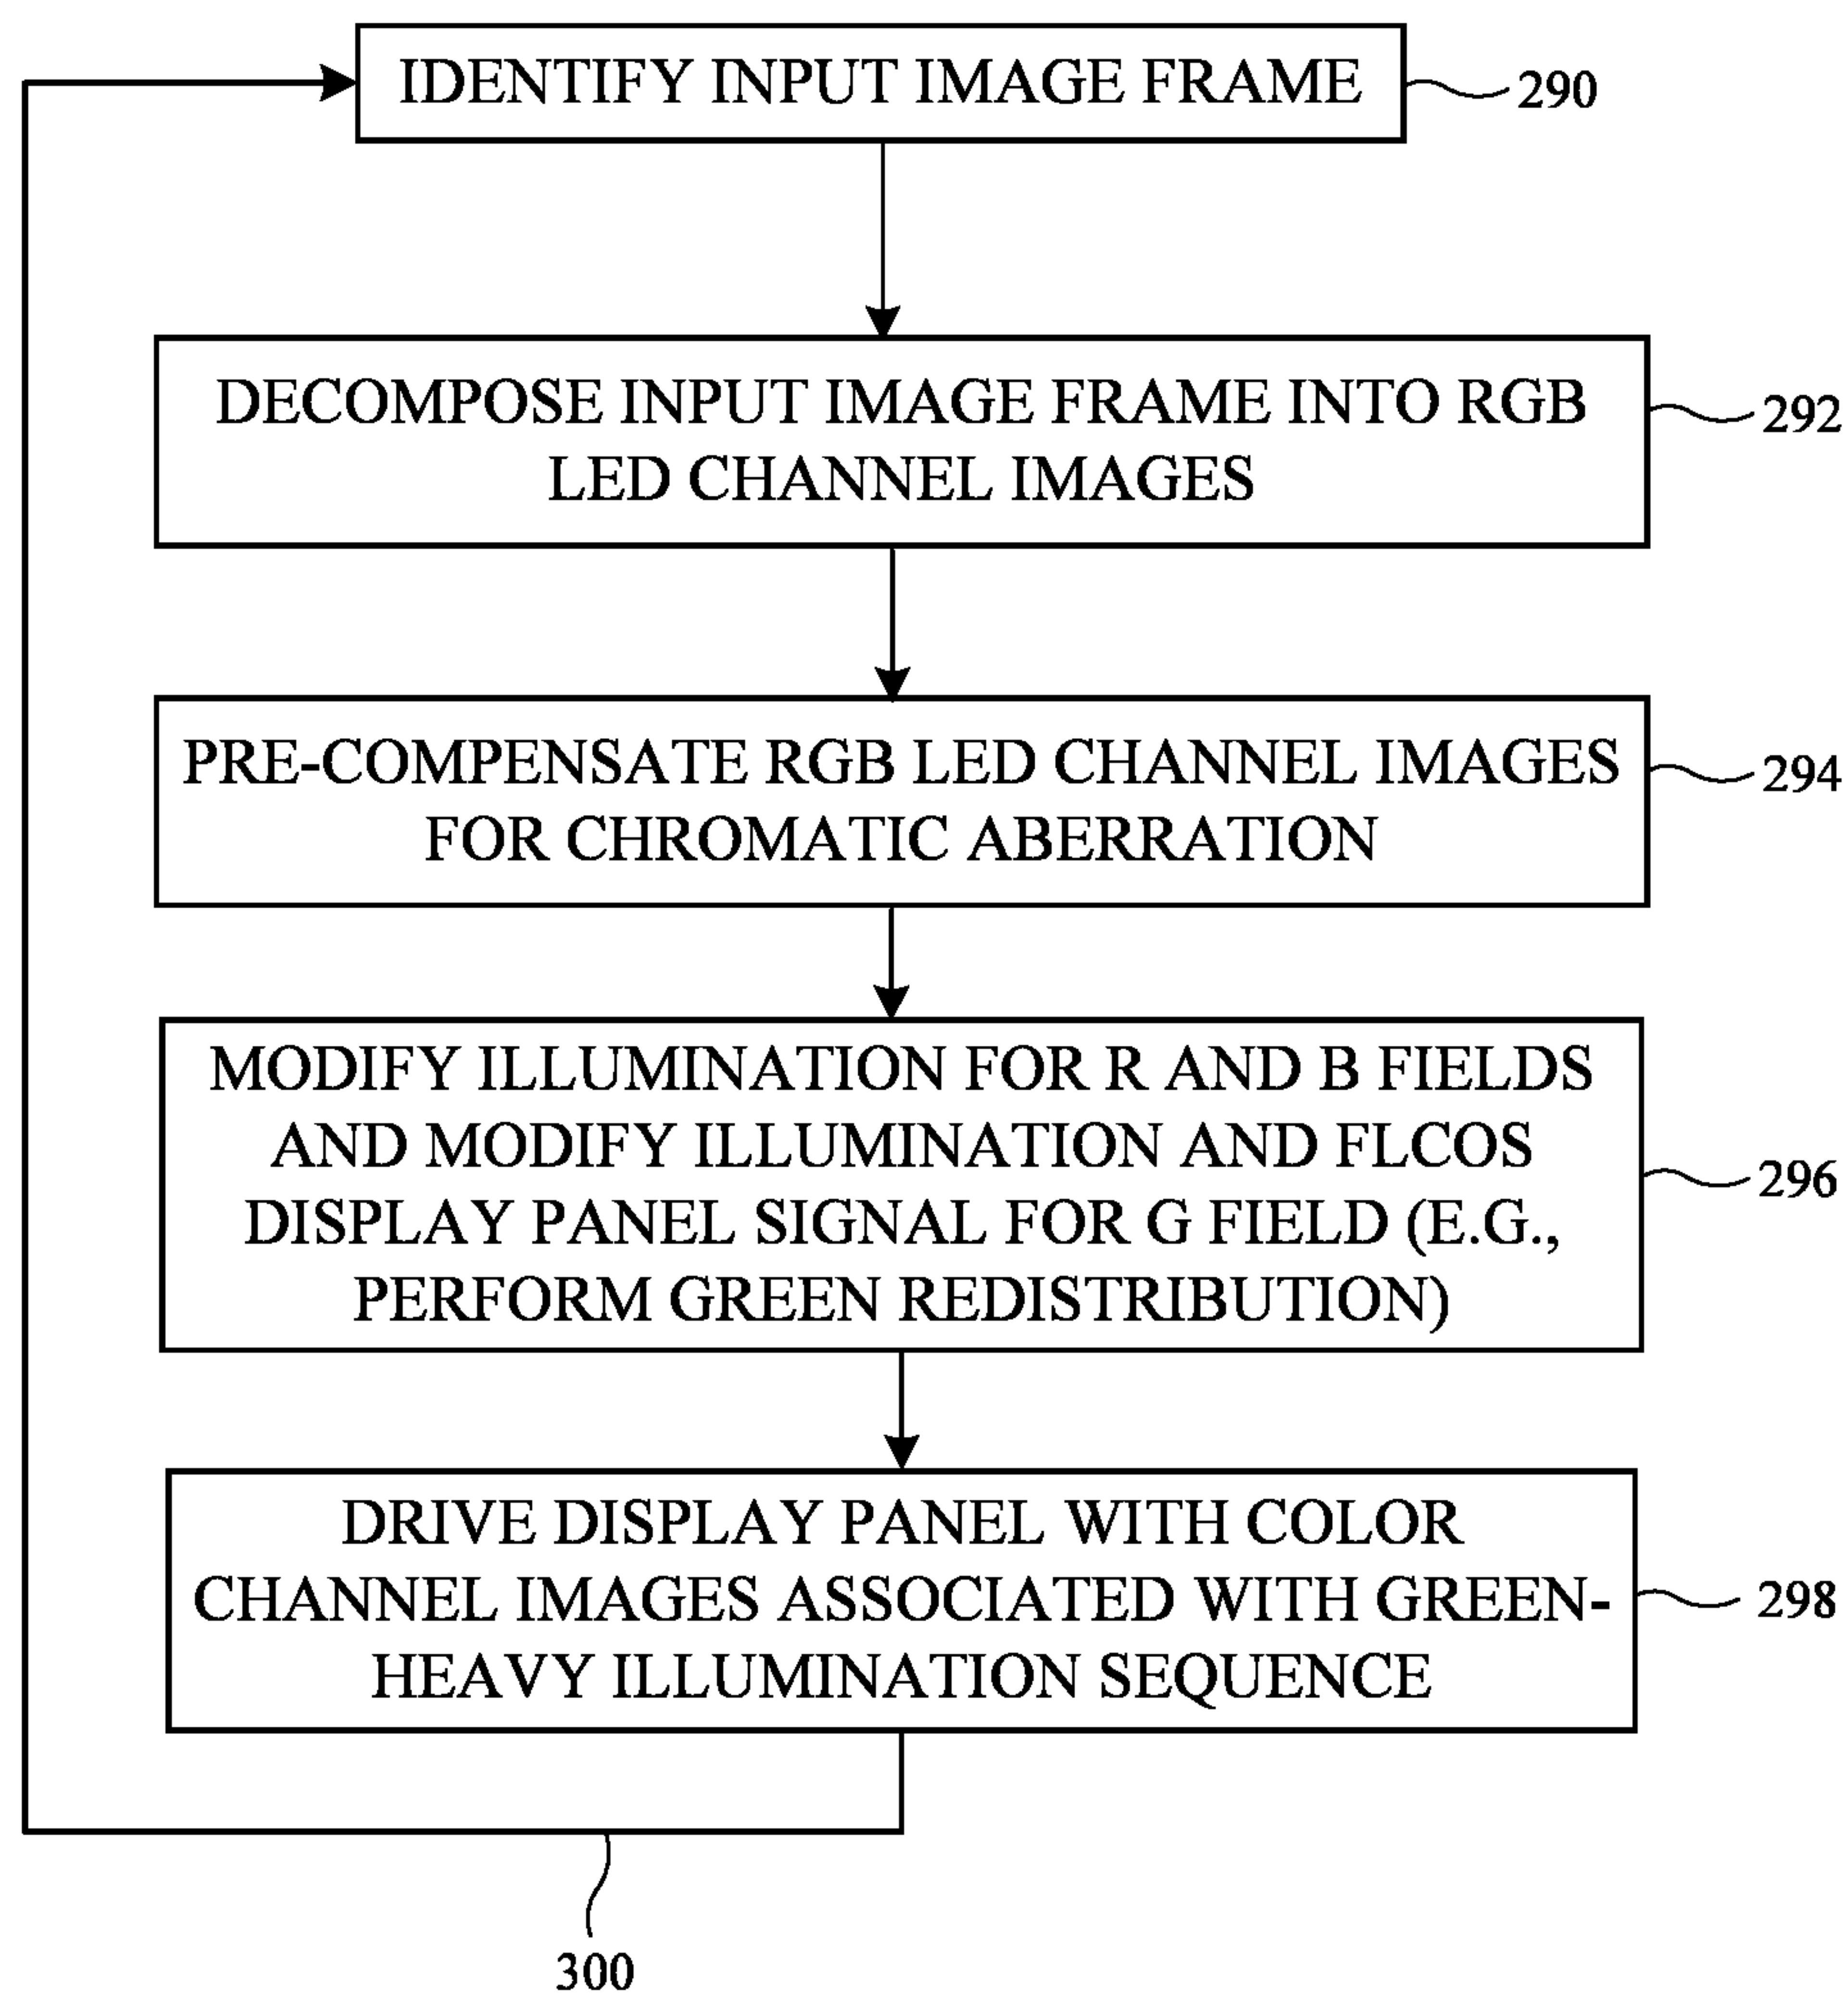 IDENTIFY INPUT IMAGE FRAME
290
DECOMPOSE INPUT IMAGE FRAME INTO RGB
LED CHANNEL IMAGES
292
PRE-COMPENSATE RGB LED CHANNEL IMAGES
FOR CHROMATIC ABERRATION
294
MODIFY ILLUMINATION FOR R AND B FIELDS
AND MODIFY ILLUMINATION AND FLCOS
DISPLAY PANEL SIGNAL FOR G FIELD (E.G.,
PERFORM GREEN REDISTRIBUTION)
296
DRIVE DISPLAY PANEL WITH COLOR
CHANNEL IMAGES ASSOCIATED WITH GREEN-
HEAVY ILLUMINATION SEQUENCE
298
300